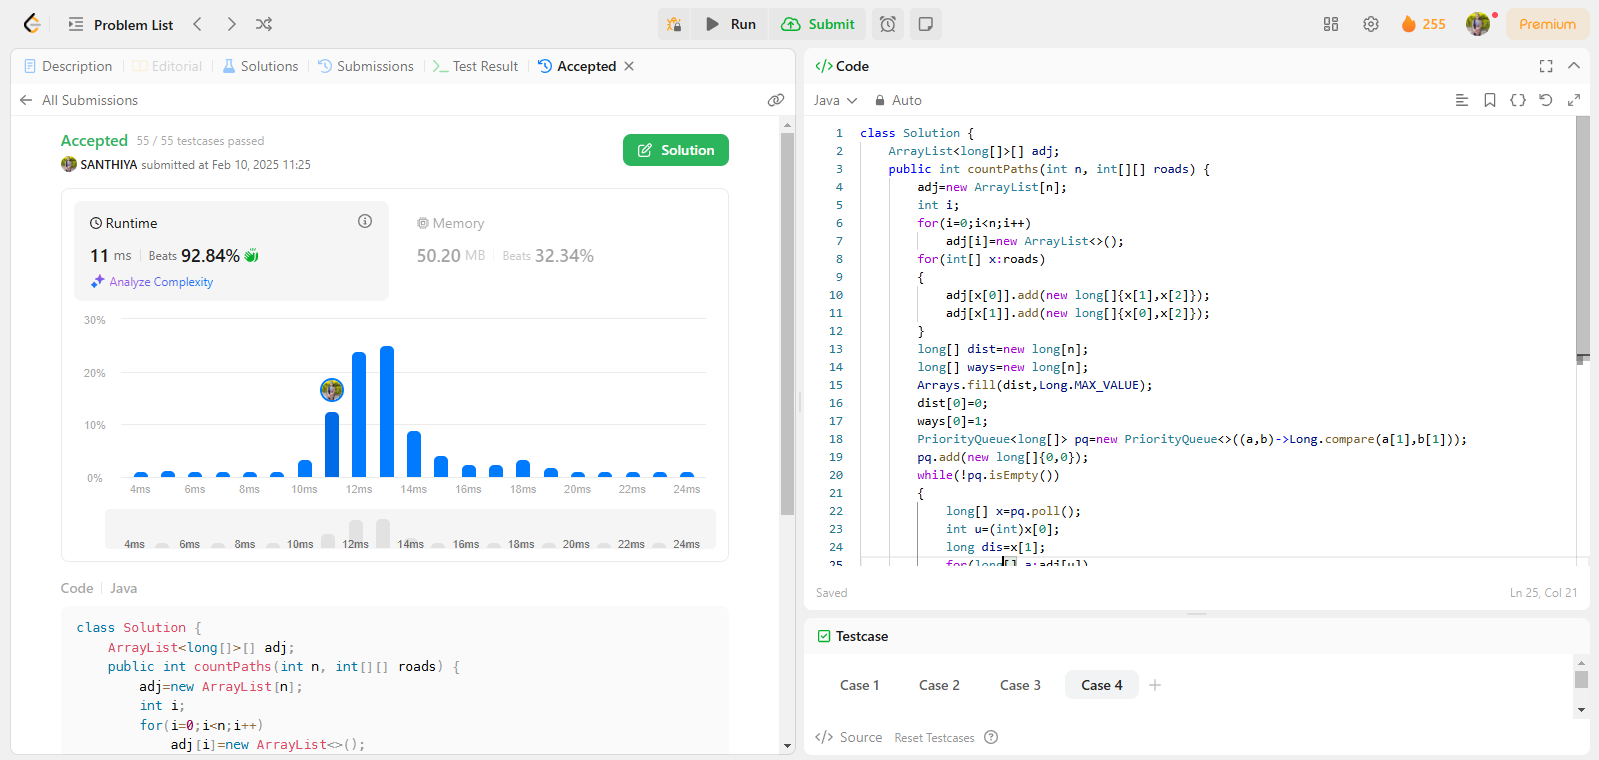 Problem List
Run
Submit
255
Premium
Description
Editorial
Solutions
Submissions
Test Result
Accepted
All Submissions
Accepted 55 / 55 testcases passed
SANTHIYA submitted at Feb 10, 2025 11:25
Solution
Runtime
11 ms Beats 92.84%
Analyze Complexity
Memory
50.20 MB Beats 32.34%
30%
20%
10%
0%
4ms 6ms 8ms 10ms 12ms 14ms 16ms 18ms 20ms 22ms 24ms
4ms 6ms 8ms 10ms 12ms 14ms 16ms 18ms 20ms 22ms 24ms
Code Java
class Solution {
ArrayList<long[]>[] adj;
public int countPaths(int n, int[][] roads) {
adj=new ArrayList[n];
int i;
for(i=0;i<n;i++)
adj[i]=new ArrayList<>();
</> Code
Java Auto
1 class Solution {
2 ArrayList<long[]>[] adj;
3 public int countPaths(int n, int[][] roads) {
4 adj=new ArrayList[n];
5 int i;
6 for(i=0;i<n;i++)
7 adj[i]=new ArrayList<>();
8 for(int[] x:roads)
9 {
10 adj[x[0]].add(new long[]{x[1],x[2]});
11 adj[x[1]].add(new long[]{x[0],x[2]});
12 }
13 long[] dist=new long[n];
14 long[] ways=new long[n];
15 Arrays.fill(dist,Long.MAX_VALUE);
16 dist[0]=0;
17 ways[0]=1;
18 PriorityQueue<long[]> pq=new PriorityQueue<>((a,b)->Long.compare(a[1],b[1]));
19 pq.add(new long[]{0,0});
20 while(!pq.isEmpty())
21 {
22 long[] x=pq.poll();
23 int u=(int)x[0];
24 long dis=x[1];
25 for(long[] a:adj[u])
Saved
Ln 25, Col 21
Testcase
Case 1 Case 2 Case 3 Case 4 +
</> Source Reset Testcases